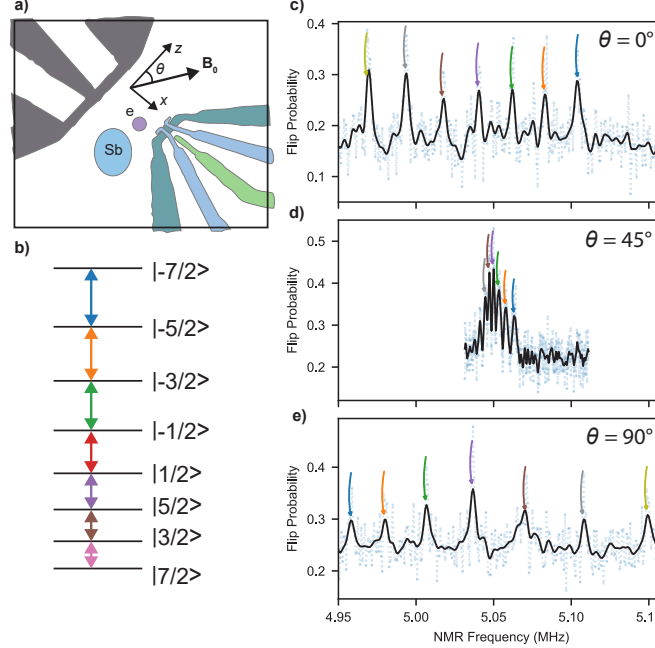 a)
z
θ
B₀
x
e
Sb
b)
|-7/2>
|-5/2>
|-3/2>
|-1/2>
|1/2>
|5/2>
|3/2>
|7/2>
c)
θ = 0°
Flip Probability
0.4
0.3
0.2
0.1
d)
θ = 45°
Flip Probability
0.5
0.4
0.3
0.2
e)
θ = 90°
Flip Probability
0.4
0.3
0.2
4.95 5.00 5.05 5.10 5.15
NMR Frequency (MHz)